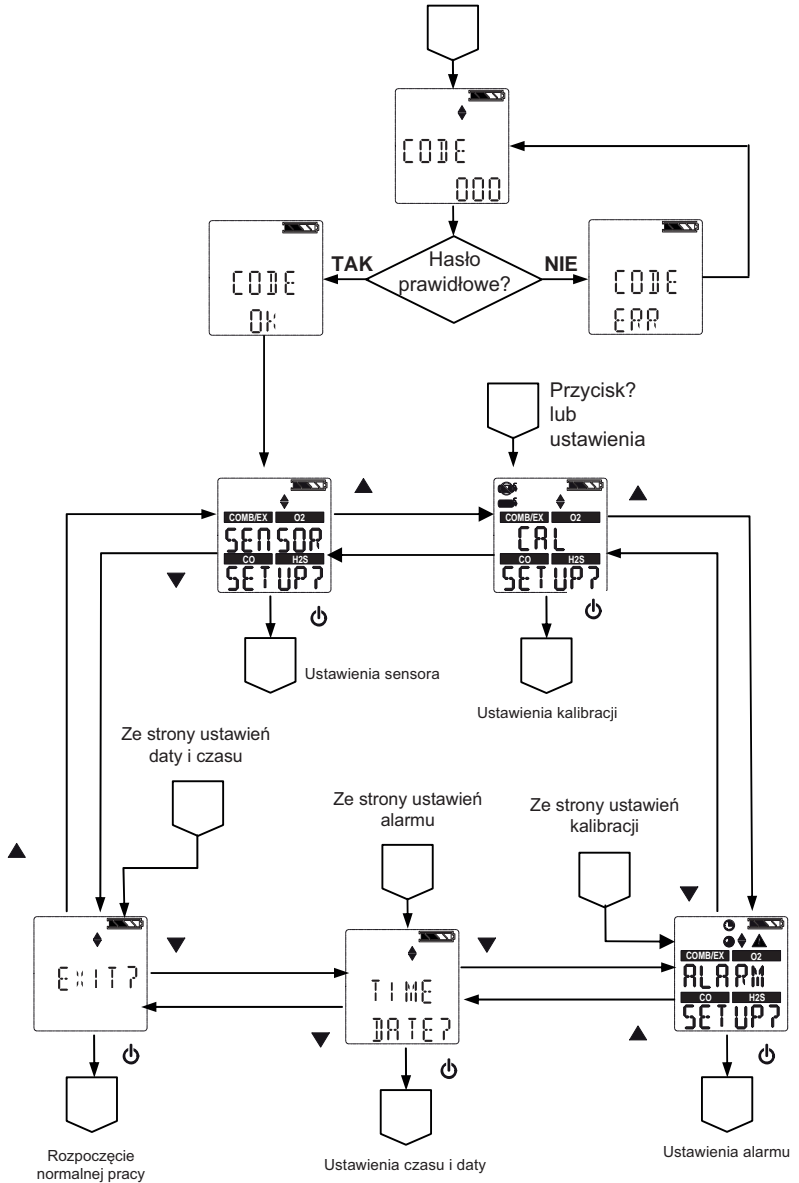 CODE
000
TAK
Hasło
prawidłowe?
NIE
CODE
OK
CODE
ERR
Przycisk?
lub
ustawienia
COMB/EX O2
SENSOR
CO H2S
SETUP?
COMB/EX O2
CAL
CO H2S
SETUP?
Ustawienia sensora
Ustawienia kalibracji
Ze strony ustawień
daty i czasu
Ze strony ustawień
alarmu
Ze strony ustawień
kalibracji
EXIT?
TIME
DATE?
COMB/EX O2
ALARM
CO H2S
SETUP?
Rozpoczęcie
normalnej pracy
Ustawienia czasu i daty
Ustawienia alarmu